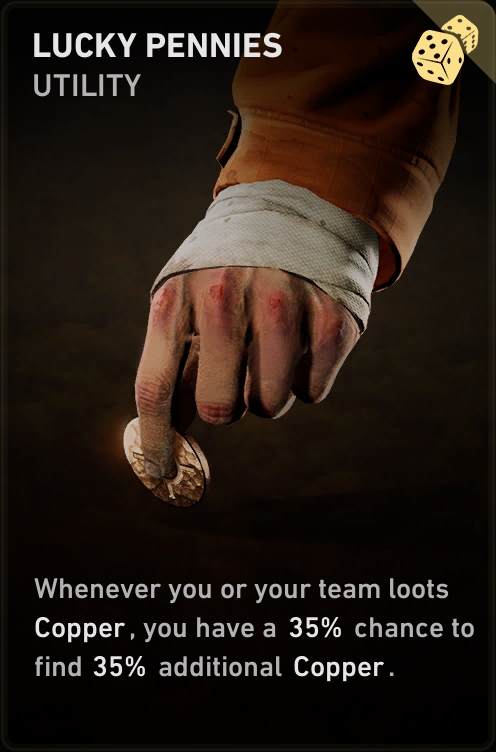 LUCKY PENNIES
UTILITY
Whenever you or your team loots
Copper, you have a 35% chance to
find 35% additional Copper.